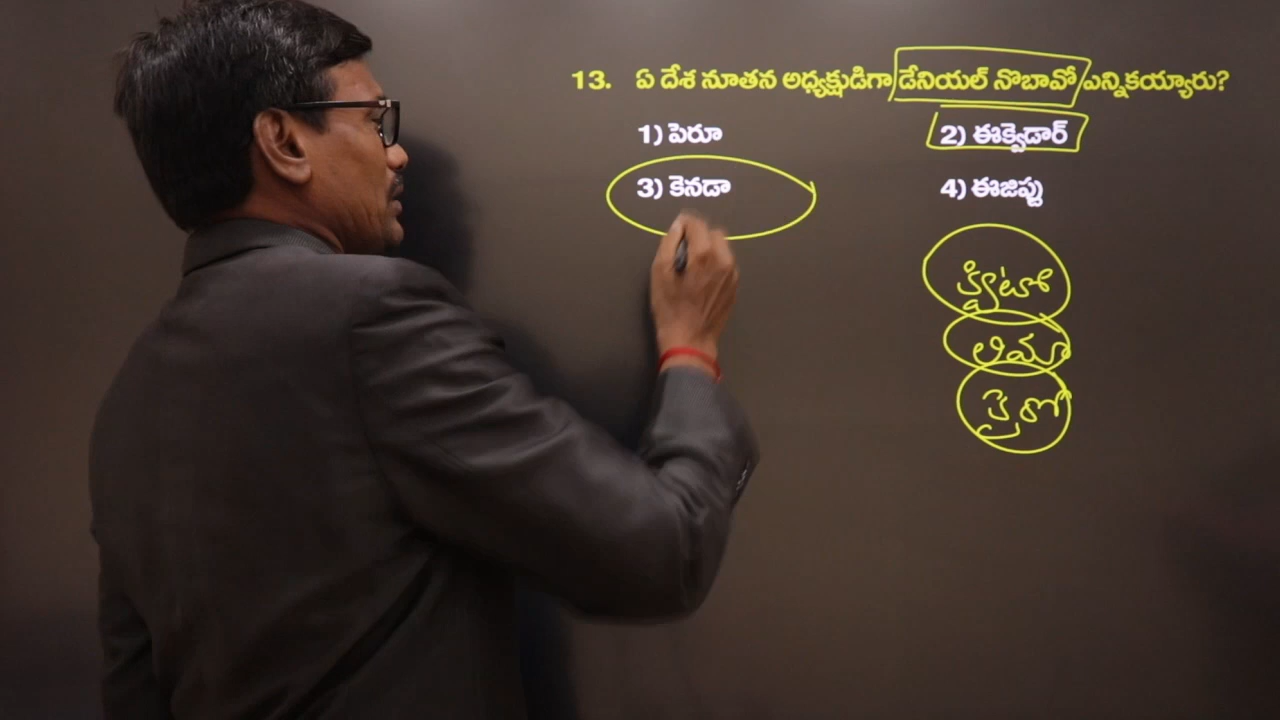 13. ఏ దేశ నూతన అధ్యక్షుడిగా డేనియల్ నొబావో ఎన్నికయ్యారు?
1) పెరూ 2) ఈక్వెడార్
3) కెనడా 4) ఈజిప్టు
క్విటో
లిమా
కైరో